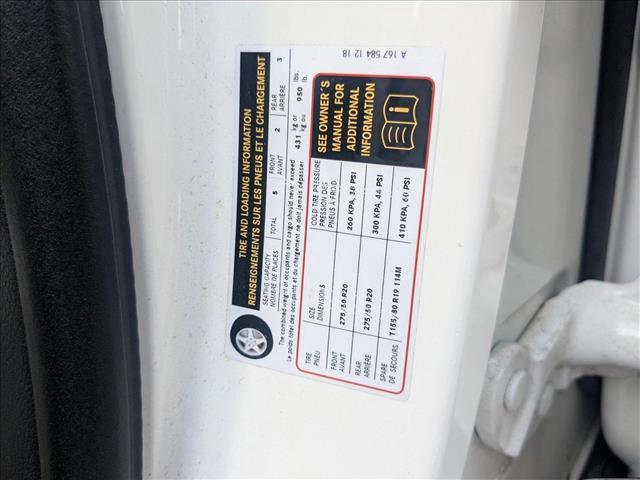 TIRE AND LOADING INFORMATION
RENSEIGNEMENTS SUR LES PNEUS ET LE CHARGEMENT
SEATING CAPACITY
NOMBRE DE PLACES
TOTAL 5
FRONT
AVANT
2
REAR
ARRIÈRE
3
The combined weight of occupants and cargo should never exceed 431 kg or 950 lbs.
Le poids total des occupants et du chargement ne doit jamais dépasser 431 kg ou 950 lb.
TIRE
PNEU
SIZE
DIMENSIONS
COLD TIRE PRESSURE
PRESSION DES
PNEUS À FROID
FRONT
AVANT
275/50 R20
260 KPA, 38 PSI
REAR
ARRIÈRE
275/50 R20
300 KPA, 44 PSI
SPARE
DE SECOURS
T155/80 R19 114M
410 KPA, 60 PSI
SEE OWNER´S
MANUAL FOR
ADDITIONAL
INFORMATION
A 167 584 12 18